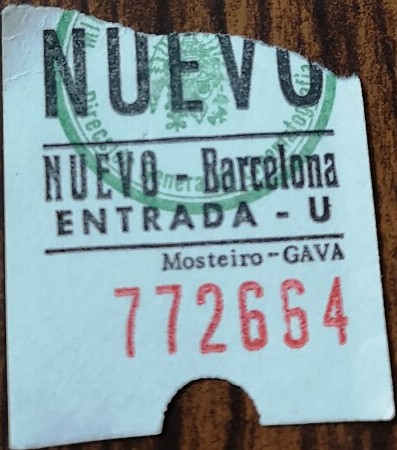 NUEVO
NUEVO - Barcelona
ENTRADA - U
Mosteiro - GAVA
772664